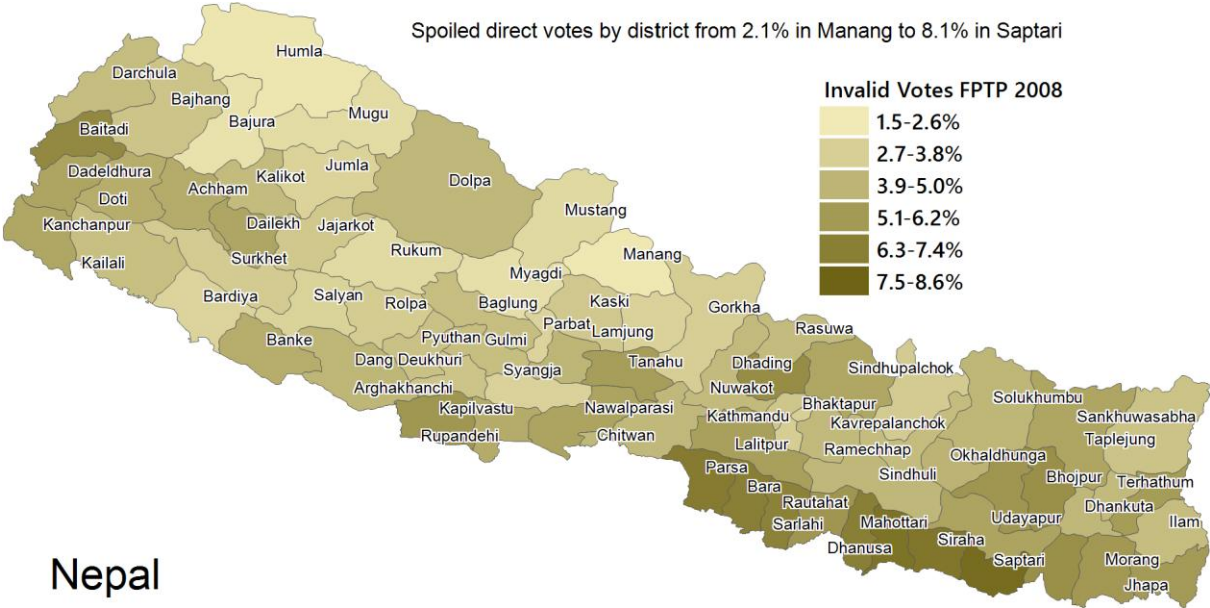 Spoiled direct votes by district from 2.1% in Manang to 8.1% in Saptari
Invalid Votes FPTP 2008
1.5-2.6%
2.7-3.8%
3.9-5.0%
5.1-6.2%
6.3-7.4%
7.5-8.6%
Humla
Darchula
Bajhang
Mugu
Bajura
Baitadi
Jumla
Dadeldhura
Kalikot
Dolpa
Achham
Doti
Mustang
Kanchanpur
Dailekh
Jajarkot
Rukum
Manang
Surkhet
Kailali
Myagdi
Bardiya
Salyan
Rolpa
Baglung
Kaski
Gorkha
Parbat
Lamjung
Rasuwa
Banke
Pyuthan
Gulmi
Dang Deukhuri
Syangja
Tanahu
Dhading
Sindhupalchok
Arghakhanchi
Nuwakot
Solukhumbu
Kapilvastu
Nawalparasi
Kathmandu
Bhaktapur
Kavrepalanchok
Sankhuwasabha
Rupandehi
Chitwan
Lalitpur
Ramechhap
Okhaldhunga
Taplejung
Parsa
Sindhuli
Bhojpur
Terhathum
Bara
Rautahat
Dhankuta
Sarlahi
Mahottari
Udayapur
Ilam
Dhanusa
Siraha
Saptari
Morang
Jhapa
Nepal